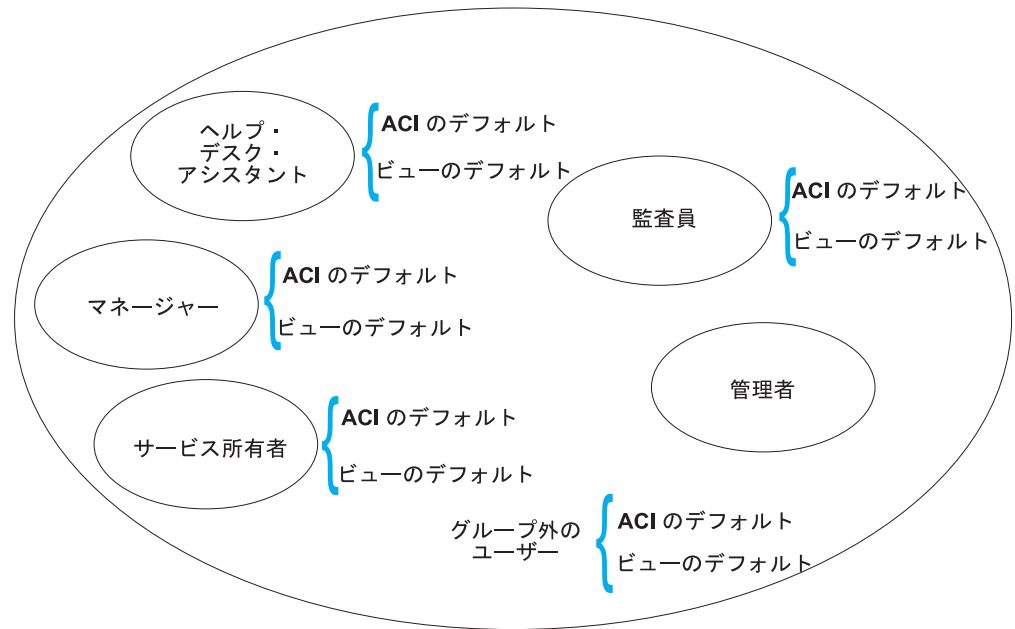 ヘルプ・
デスク・
アシスタント
ACI のデフォルト
ビューのデフォルト
監査員
ACI のデフォルト
ビューのデフォルト
マネージャー
ACI のデフォルト
ビューのデフォルト
管理者
サービス所有者
ACI のデフォルト
ビューのデフォルト
グループ外の
ユーザー
ACI のデフォルト
ビューのデフォルト